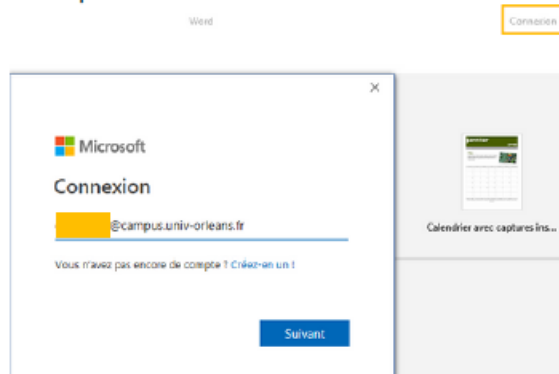 Word
Connexion
Microsoft
Connexion
@campus.univ-orleans.fr
Vous n'avez pas encore de compte ? Créez-en un !
Suivant
Calendrier avec captures ins...